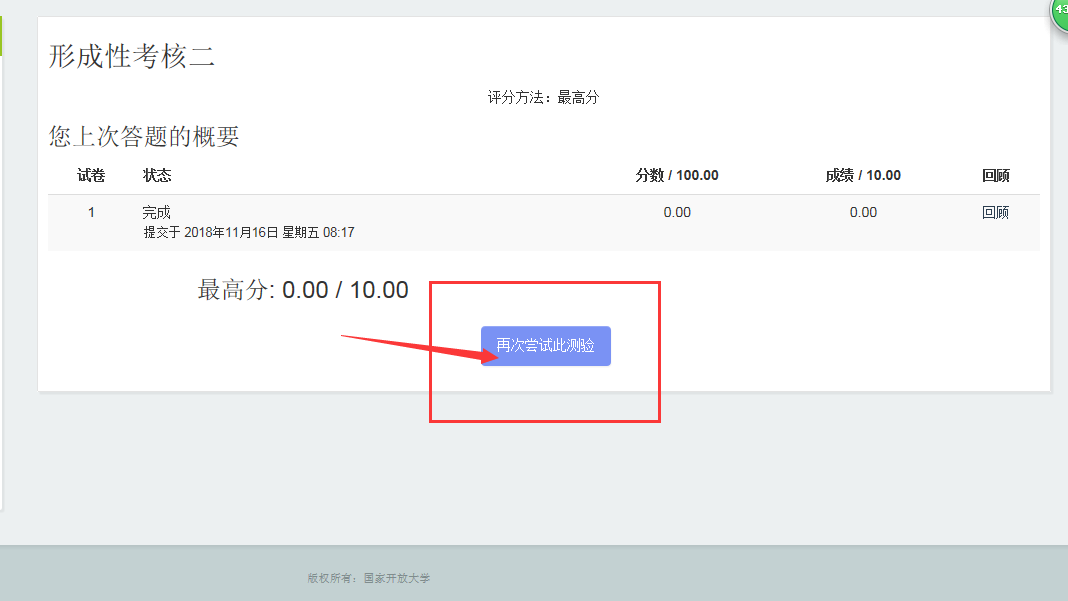 43
形成性考核二
评分方法：最高分
您上次答题的概要
试卷 状态 分数 / 100.00 成绩 / 10.00 回顾
1 完成 0.00 0.00 回顾
提交于 2018年11月16日 星期五 08:17
最高分: 0.00 / 10.00
再次尝试此测验
版权所有：国家开放大学